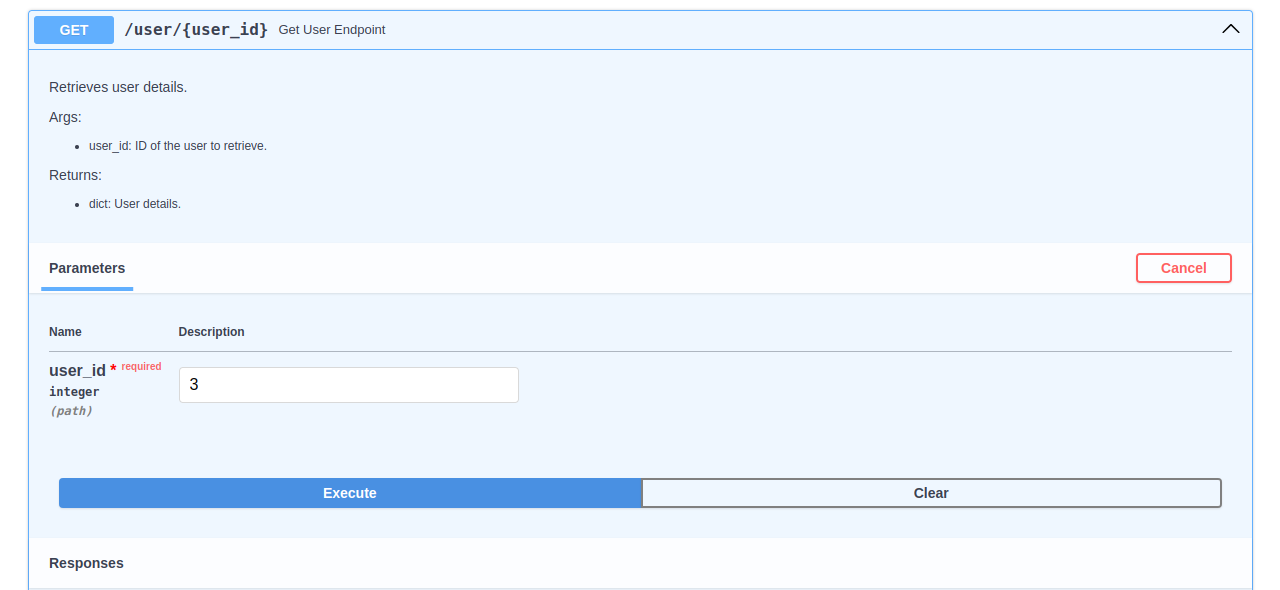 GET /user/{user_id} Get User Endpoint
Retrieves user details.
Args:
• user_id: ID of the user to retrieve.
Returns:
• dict: User details.
Parameters Cancel
Name Description
user_id * required
integer
(path)
3
Execute Clear
Responses